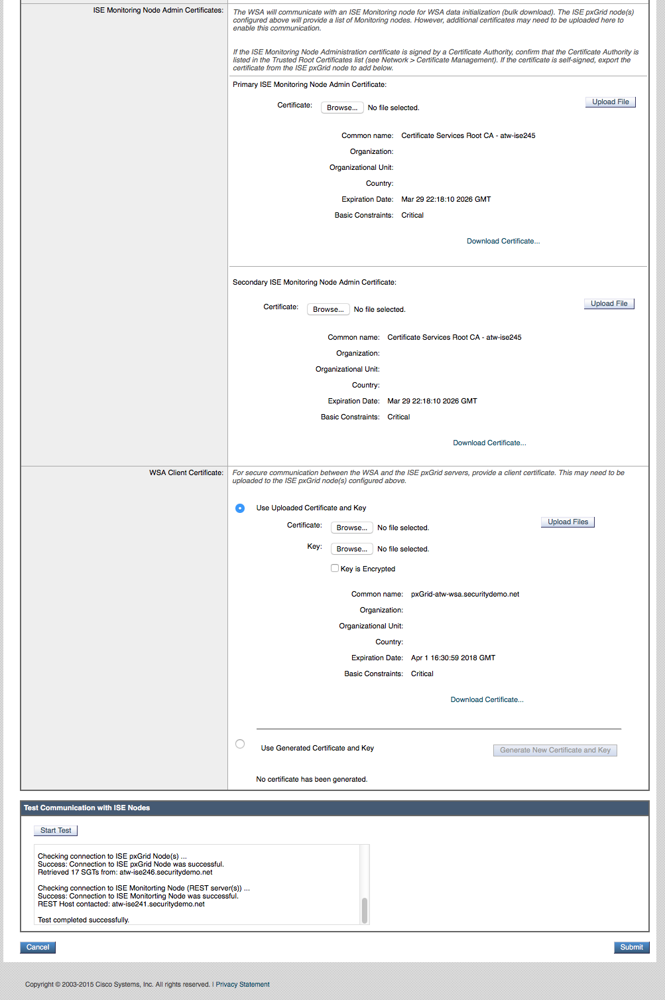 ISE Monitoring Node Admin Certificates:
The WSA will communicate with an ISE Monitoring node for WSA data initialization (bulk download). The ISE pxGrid node(s)
configured above will provide a list of Monitoring nodes. However, additional certificates may need to be uploaded here to
enable this communication.
If the ISE Monitoring Node Administration certificate is signed by a Certificate Authority, confirm that the Certificate Authority is
listed in the Trusted Root Certificates list (see Network > Certificate Management). If the certificate is self-signed, export the
certificate from the ISE pxGrid node to add below.
Primary ISE Monitoring Node Admin Certificate:
Certificate: Browse... No file selected. Upload File
Common name: Certificate Services Root CA - atw-ise245
Organization:
Organizational Unit:
Country:
Expiration Date: Mar 29 22:18:10 2026 GMT
Basic Constraints: Critical
Download Certificate...
Secondary ISE Monitoring Node Admin Certificate:
Certificate: Browse... No file selected. Upload File
Common name: Certificate Services Root CA - atw-ise245
Organization:
Organizational Unit:
Country:
Expiration Date: Mar 29 22:18:10 2026 GMT
Basic Constraints: Critical
Download Certificate...
WSA Client Certificate:
For secure communication between the WSA and the ISE pxGrid servers, provide a client certificate. This may need to be
uploaded to the ISE pxGrid node(s) configured above.
Use Uploaded Certificate and Key
Certificate: Browse... No file selected. Upload Files
Key: Browse... No file selected.
Key is Encrypted
Common name: pxGrid-atw-wsa.securitydemo.net
Organization:
Organizational Unit:
Country:
Expiration Date: Apr 1 16:30:59 2018 GMT
Basic Constraints: Critical
Download Certificate...
Use Generated Certificate and Key Generate New Certificate and Key
No certificate has been generated.
Test Communication with ISE Nodes
Start Test
Checking connection to ISE pxGrid Node(s) ...
Success: Connection to ISE pxGrid Node was successful.
Retrieved 17 SGTs from: atw-ise246.securitydemo.net
Checking connection to ISE Monitorting Node (REST server(s)) ...
Success: Connection to ISE Monitorting Node was successful.
REST Host contacted: atw-ise241.securitydemo.net
Test completed successfully.
Cancel Submit
Copyright © 2003-2015 Cisco Systems, Inc. All rights reserved. | Privacy Statement